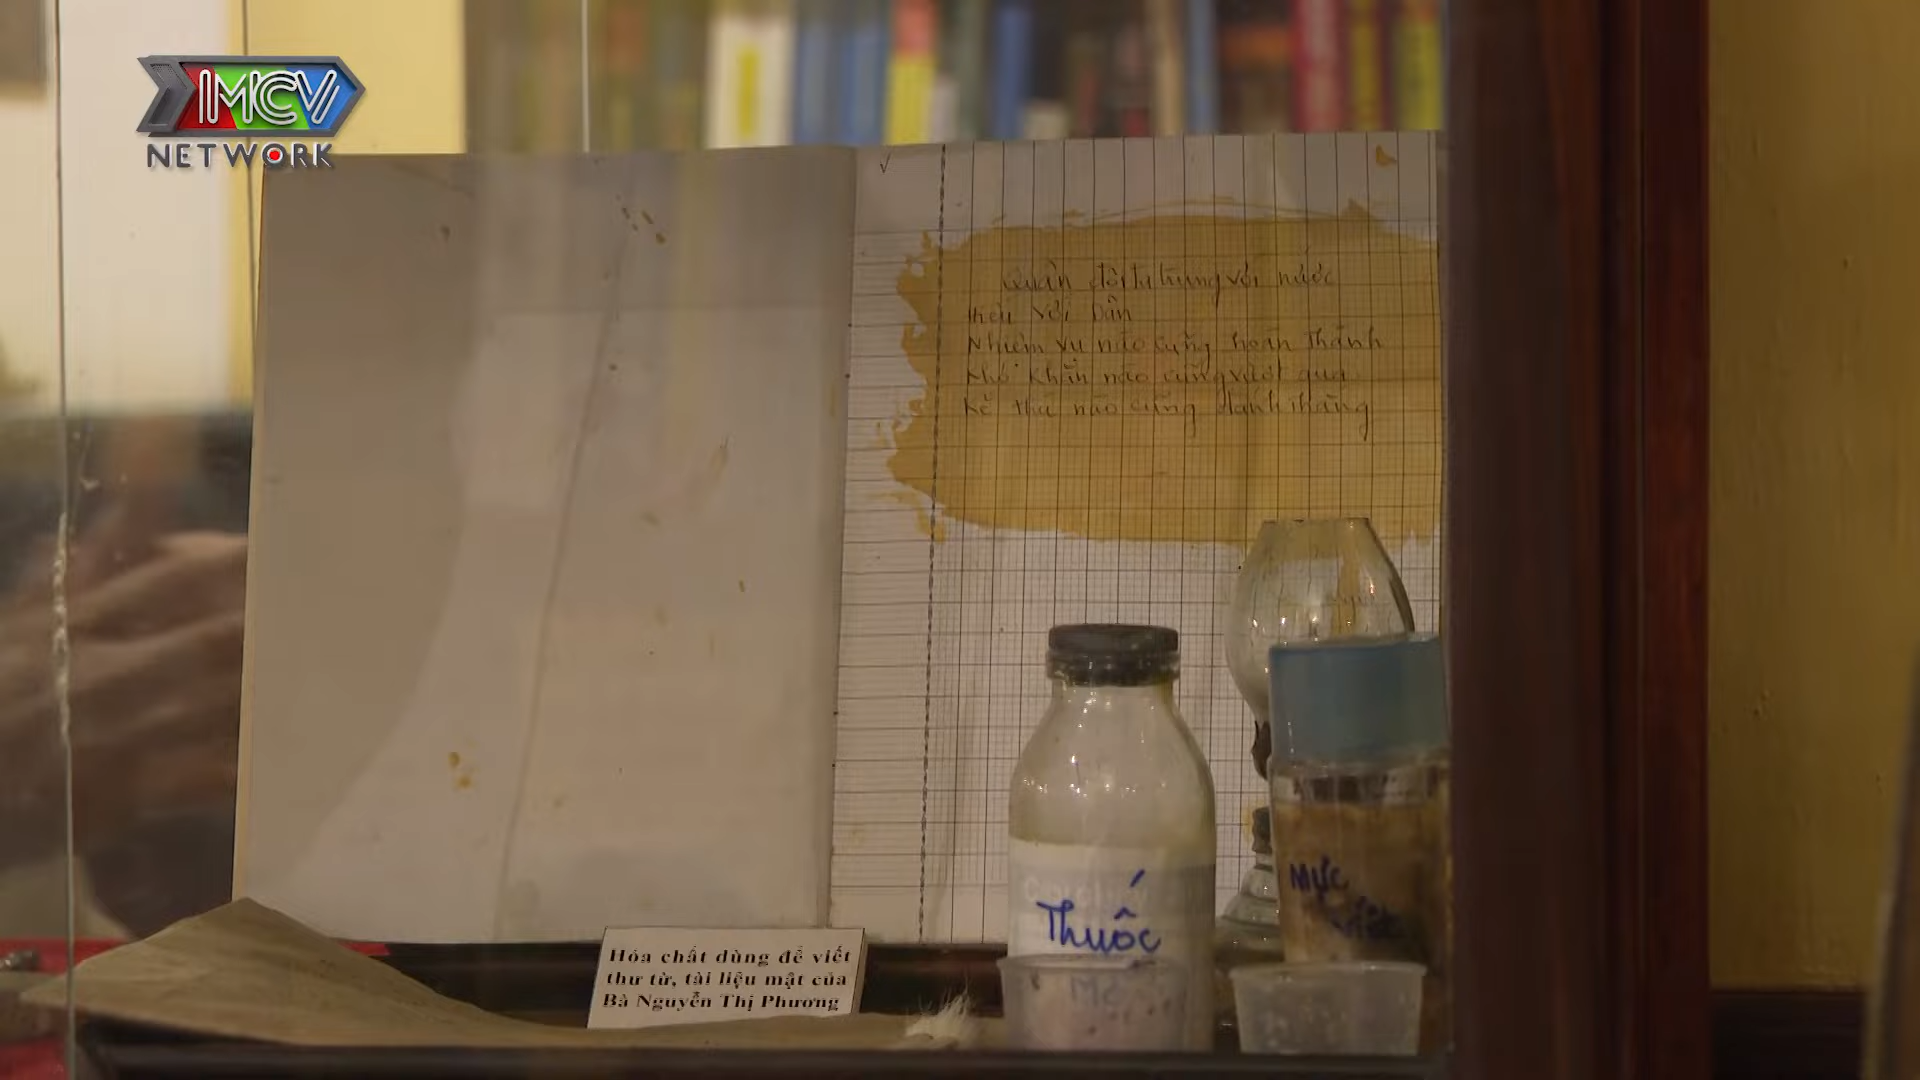 MCV
NETWORK
Quân đội ta trung với nước
hiếu với Dân
Nhiệm vụ nào cũng hoàn thành
Khó khăn nào cũng vượt qua
Kẻ thù nào cũng đánh thắng
Thuốc
Mực
Hóa chất dùng để viết
thư từ, tài liệu mật của
Bà Nguyễn Thị Phương